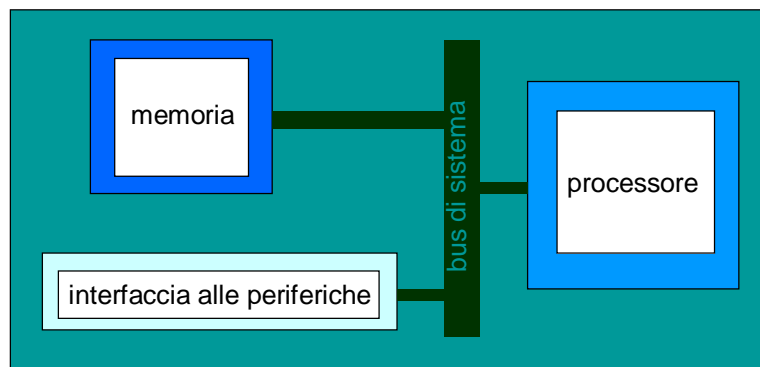 memoria
bus di sistema
processore
interfaccia alle periferiche